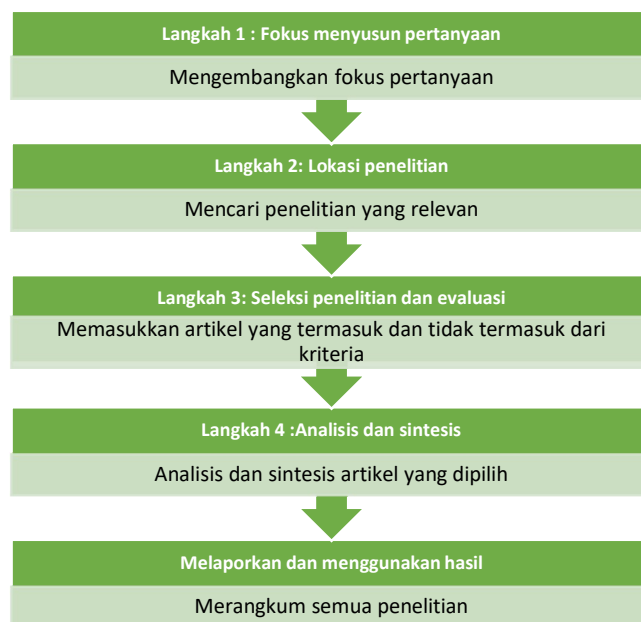 Langkah 1 : Fokus menyusun pertanyaan
Mengembangkan fokus pertanyaan
Langkah 2: Lokasi penelitian
Mencari penelitian yang relevan
Langkah 3: Seleksi penelitian dan evaluasi
Memasukkan artikel yang termasuk dan tidak termasuk dari
kriteria
Langkah 4 :Analisis dan sintesis
Analisis dan sintesis artikel yang dipilih
Melaporkan dan menggunakan hasil
Merangkum semua penelitian